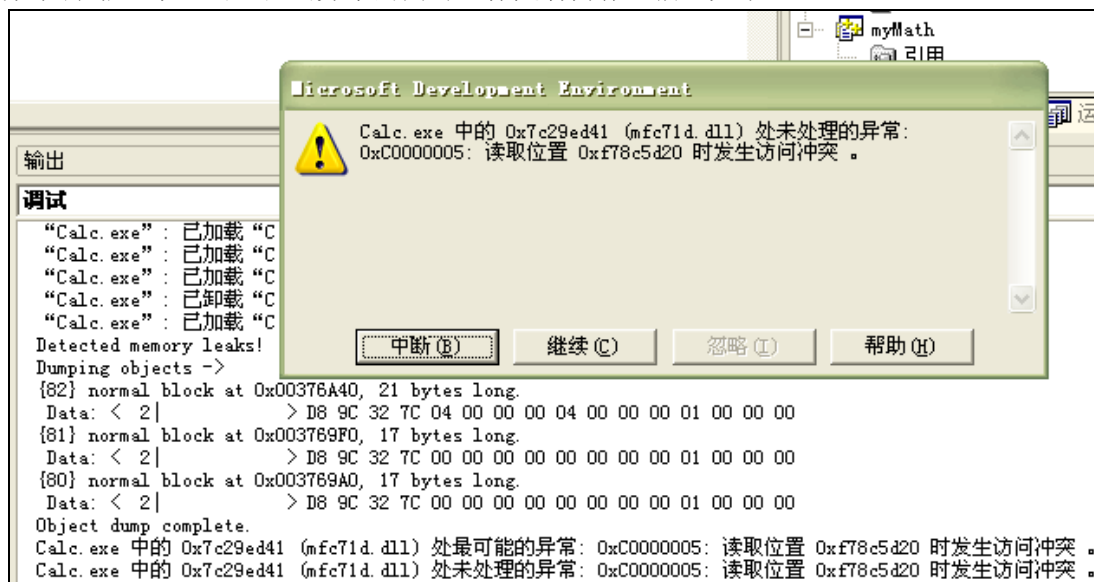 myMath
引用
Microsoft Development Environment
Calc.exe 中的 0x7c29ed41 (mfc71d.dll) 处未处理的异常:
0xC0000005: 读取位置 0xf78c5d20 时发生访问冲突 。
中断(B)
继续(C)
忽略(I)
帮助(H)
输出
调试
“Calc.exe”: 已加载 “C
“Calc.exe”: 已加载 “C
“Calc.exe”: 已加载 “C
“Calc.exe”: 已卸载 “C
“Calc.exe”: 已加载 “C
Detected memory leaks!
Dumping objects ->
{82} normal block at 0x00376A40, 21 bytes long.
Data: < 2| > D8 9C 32 7C 04 00 00 00 04 00 00 00 01 00 00 00
{81} normal block at 0x003769F0, 17 bytes long.
Data: < 2| > D8 9C 32 7C 00 00 00 00 00 00 00 00 01 00 00 00
{80} normal block at 0x003769A0, 17 bytes long.
Data: < 2| > D8 9C 32 7C 00 00 00 00 00 00 00 00 01 00 00 00
Object dump complete.
Calc.exe 中的 0x7c29ed41 (mfc71d.dll) 处最可能的异常: 0xC0000005: 读取位置 0xf78c5d20 时发生访问冲突 。
Calc.exe 中的 0x7c29ed41 (mfc71d.dll) 处未处理的异常: 0xC0000005: 读取位置 0xf78c5d20 时发生访问冲突 。